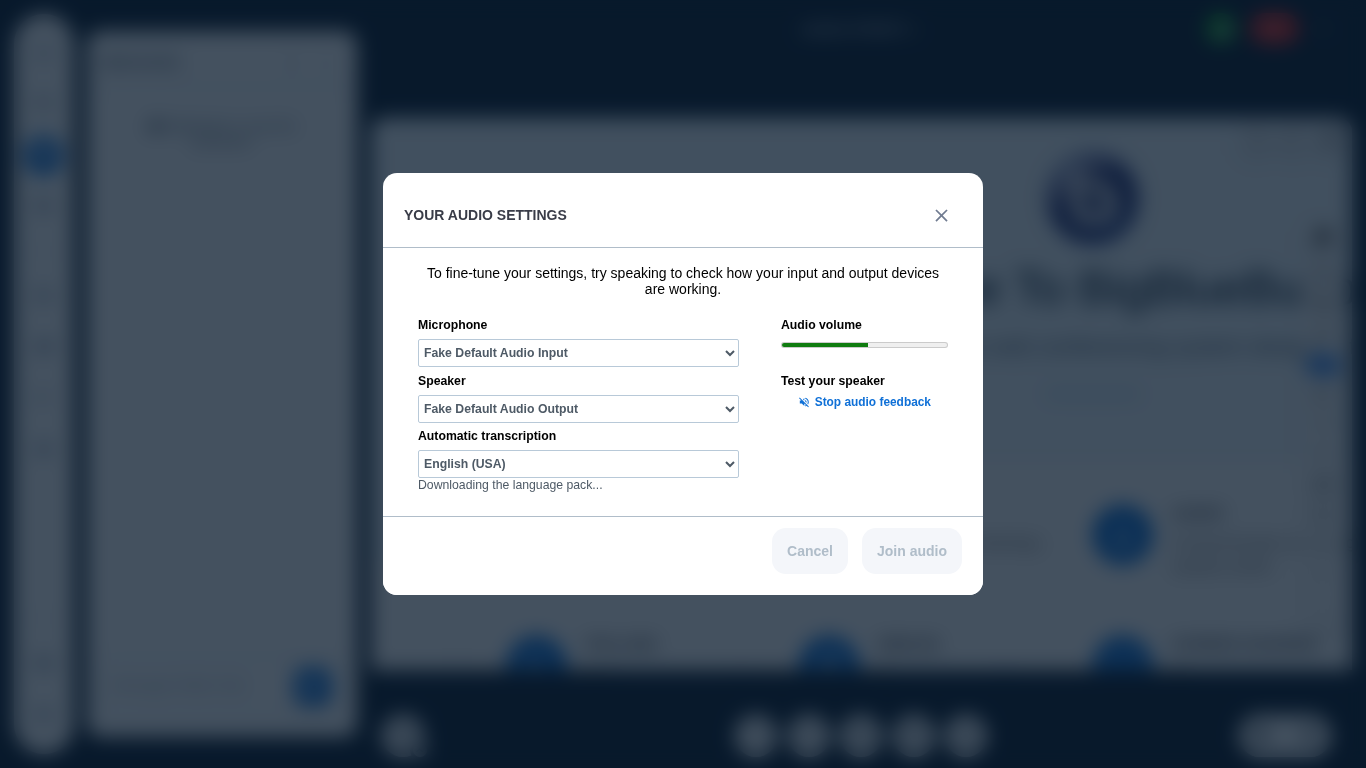 YOUR AUDIO SETTINGS
To fine-tune your settings, try speaking to check how your input and output devices
are working.
Microphone
Fake Default Audio Input
Speaker
Fake Default Audio Output
Automatic transcription
English (USA)
Downloading the language pack...
Audio volume
Test your speaker
Stop audio feedback
Cancel
Join audio